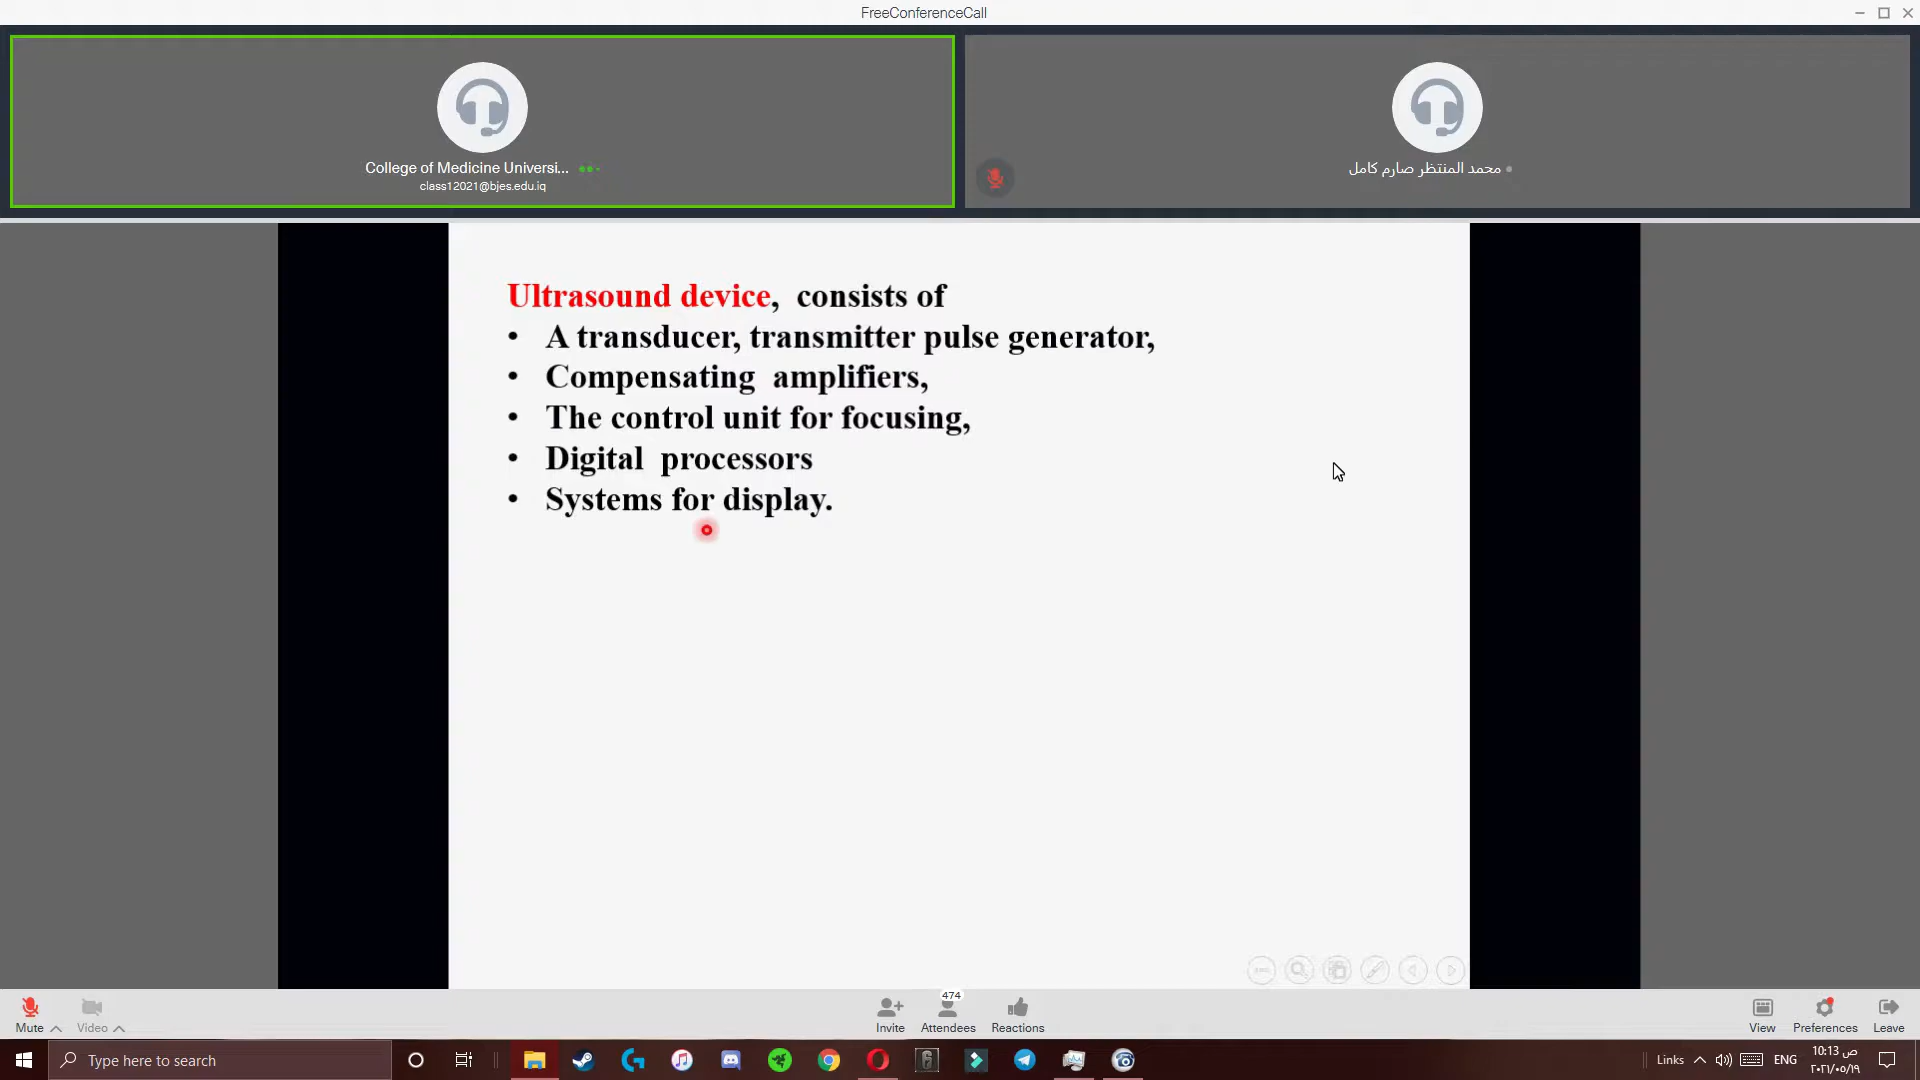 FreeConferenceCall
College of Medicine Universi...
class12021@bjes.edu.iq
محمد المنتظر صارم كامل
Ultrasound device, consists of
• A transducer, transmitter pulse generator,
• Compensating amplifiers,
• The control unit for focusing,
• Digital processors
• Systems for display.
Mute
Video
Invite
474
Attendees
Reactions
View
Preferences
Leave
Type here to search
Links
ENG
10:13 ص
٢٠٢١/٠٥/١٩